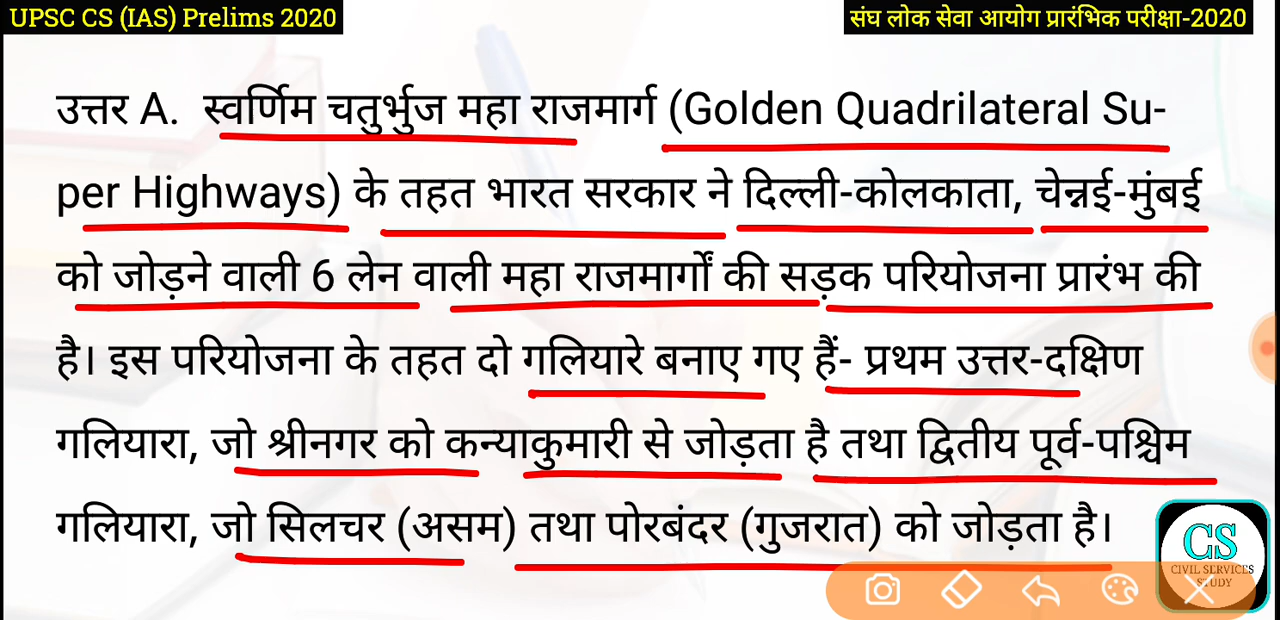 UPSC CS (IAS) Prelims 2020
संघ लोक सेवा आयोग प्रारंभिक परीक्षा-2020
उत्तर A. स्वर्णिम चतुर्भुज महा राजमार्ग (Golden Quadrilateral Su-
per Highways) के तहत भारत सरकार ने दिल्ली-कोलकाता, चेन्नई-मुंबई
को जोड़ने वाली 6 लेन वाली महा राजमार्गों की सड़क परियोजना प्रारंभ की
है। इस परियोजना के तहत दो गलियारे बनाए गए हैं- प्रथम उत्तर-दक्षिण
गलियारा, जो श्रीनगर को कन्याकुमारी से जोड़ता है तथा द्वितीय पूर्व-पश्चिम
गलियारा, जो सिलचर (असम) तथा पोरबंदर (गुजरात) को जोड़ता है।
CS
CIVIL SERVICES
STUDY